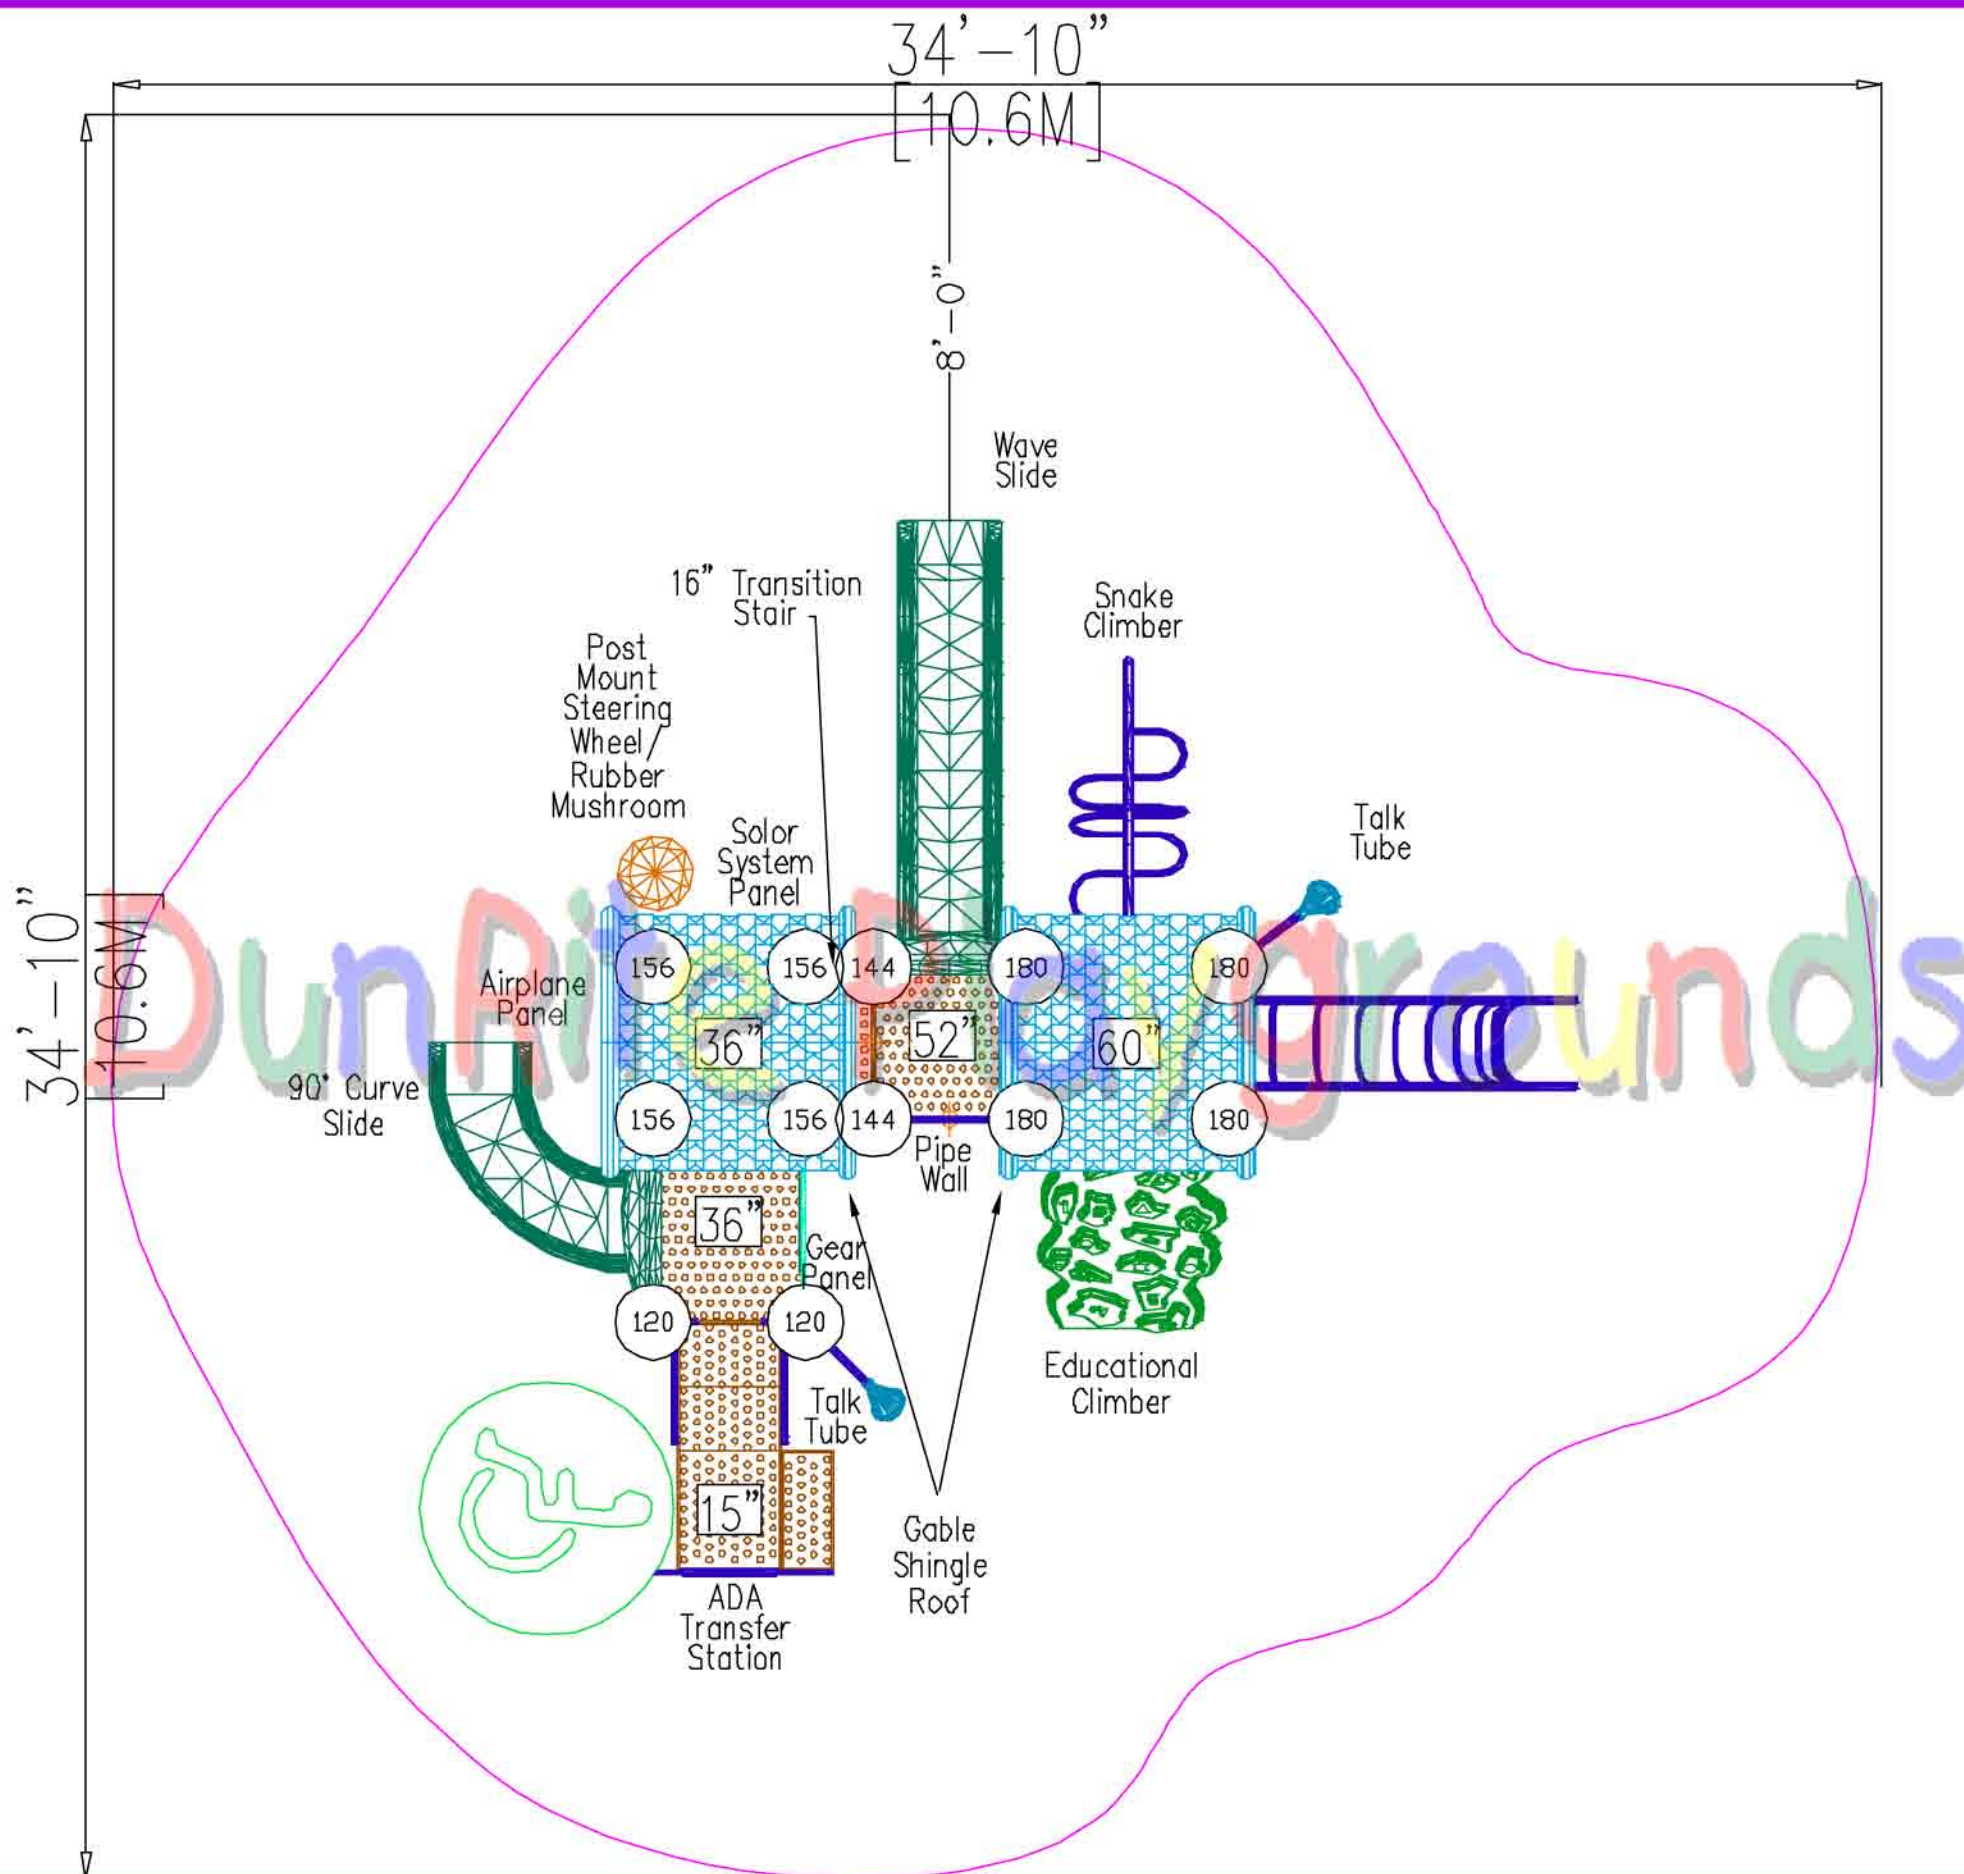 34'-10"
[10.6M]
8'-0"
Wave
Slide
16" Transition
Stair
Snake
Climber
Post
Mount
Steering
Wheel/
Rubber
Mushroom
Solar
System
Panel
Talk
Tube
34'-10"
[10.6M]
DunRite Playgrounds
Airplane
Panel
156
156
144
180
180
36"
52"
60"
90° Curve
Slide
156
156
144
180
180
Pipe
Wall
36"
Gear
Panel
120
120
Educational
Climber
Talk
Tube
15"
Gable
Shingle
Roof
ADA
Transfer
Station